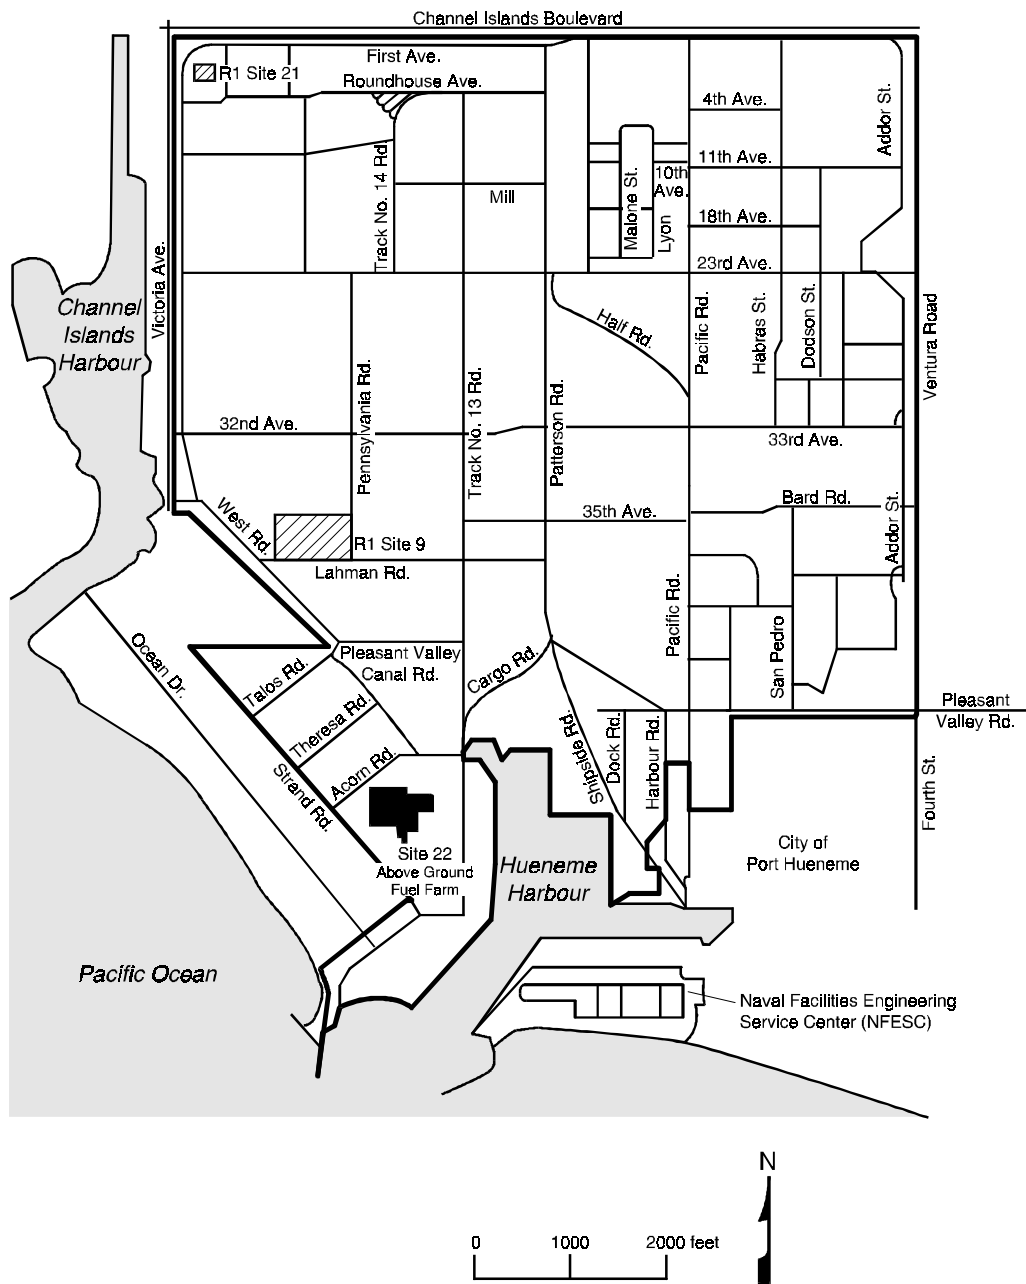 Channel Islands Boulevard
First Ave.
R1 Site 21
Roundhouse Ave.
4th Ave.
Addor St.
11th Ave.
Track No. 14 Rd
Mill
Malone St.
10th
Ave.
Lyon
18th Ave.
23rd Ave.
Victoria Ave.
Channel
Islands
Harbour
Half Rd.
Pacific Rd.
Habras St.
Dodson St.
Ventura Road
Pennsylvania Rd.
Track No. 13 Rd.
Patterson Rd.
32nd Ave.
33rd Ave.
West Rd.
Bard Rd.
35th Ave.
Addor St.
R1 Site 9
Lahman Rd.
Pacific Rd.
San Pedro
Ocean Dr.
Pleasant Valley
Canal Rd.
Talos Rd.
Cargo Rd.
Theresa Rd.
Pleasant
Valley Rd.
Shipside Rd.
Dock Rd.
Harbour Rd.
Acorn Rd.
Strand Rd.
Fourth St.
Site 22
Above Ground
Fuel Farm
Hueneme
Harbour
City of
Port Hueneme
Pacific Ocean
Naval Facilities Engineering
Service Center (NFESC)
N
0 1000 2000 feet